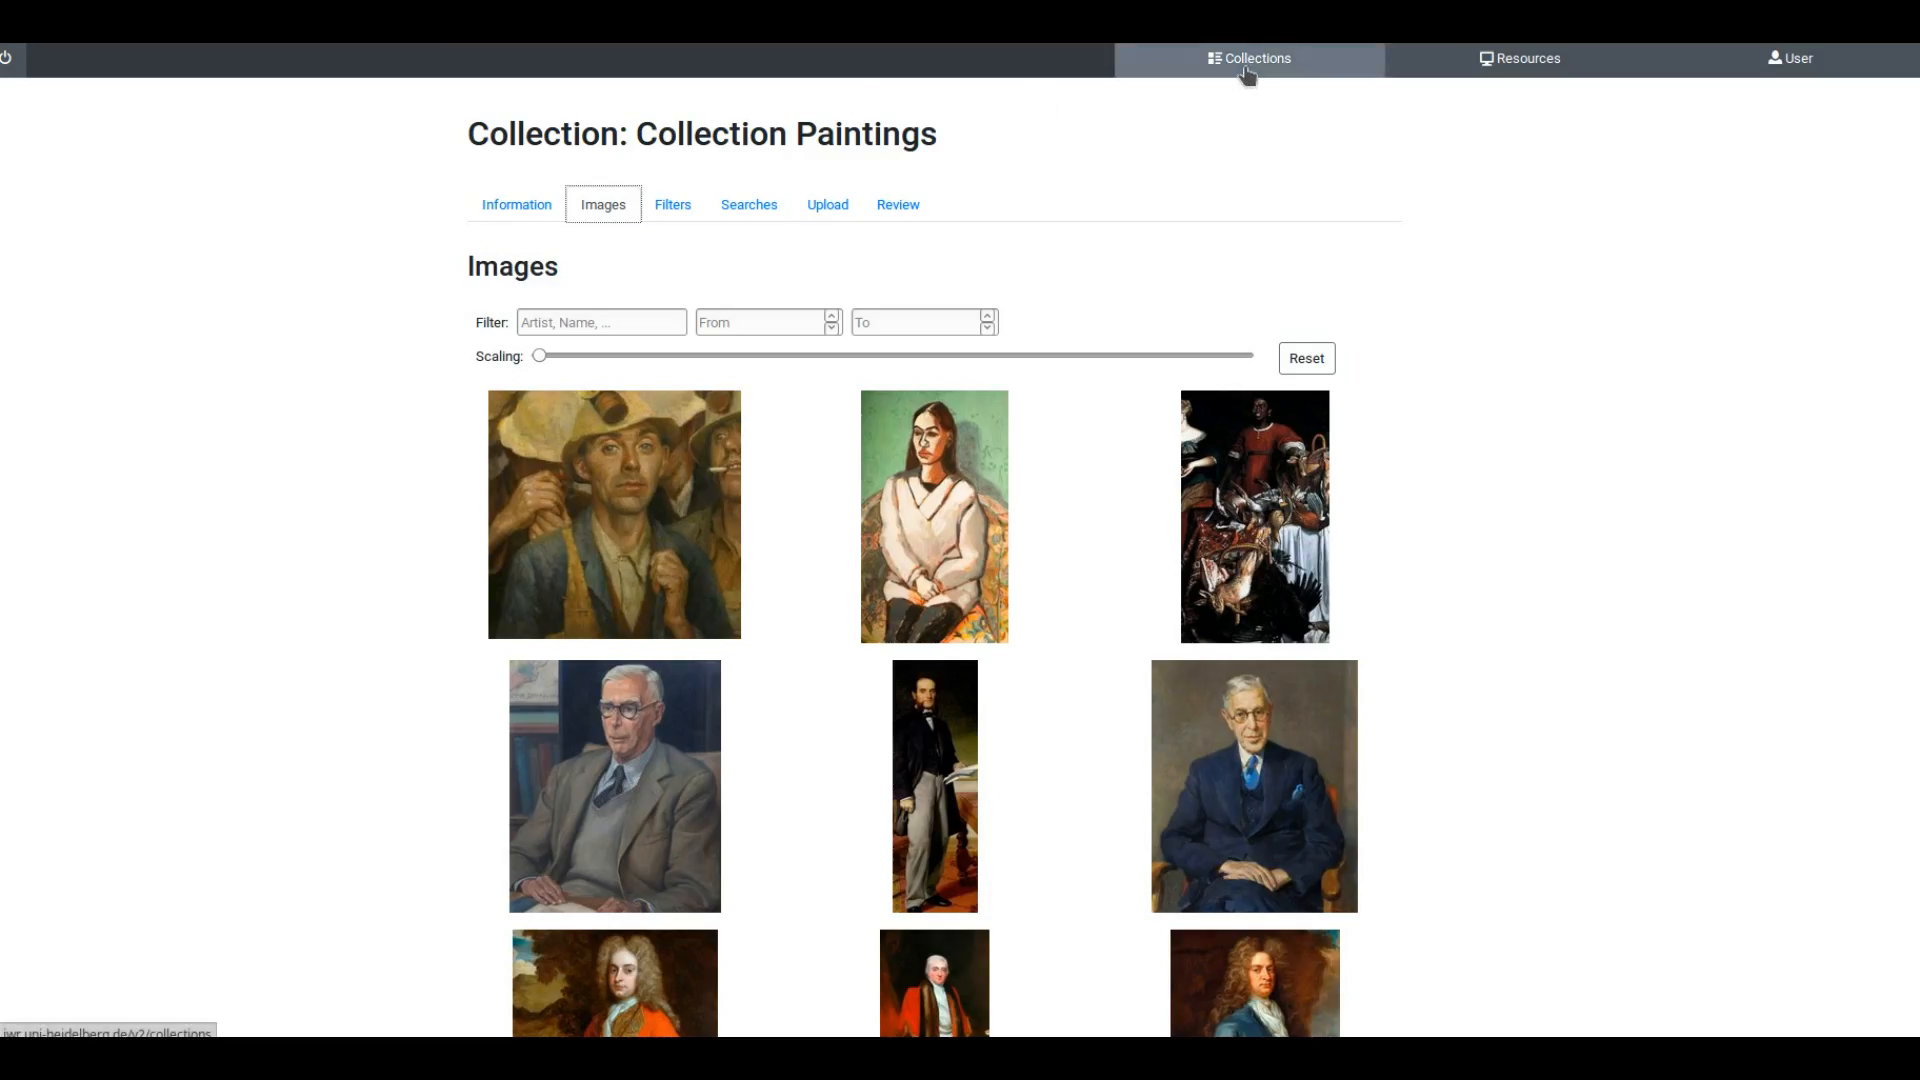 Collections
Resources
User
Collection: Collection Paintings
Information
Images
Filters
Searches
Upload
Review
Images
Filter: Artist, Name, ... From To
Scaling:
Reset
iwr.uni-heidelberg.de/v2/collections